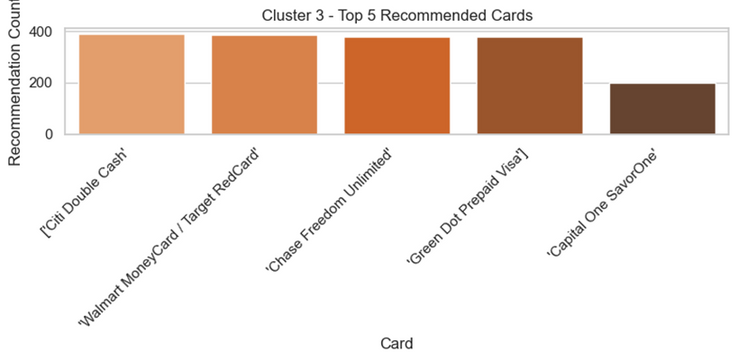 Cluster 3 - Top 5 Recommended Cards
Recommendation Count
400
200
0
['Citi Double Cash'
'Walmart MoneyCard / Target RedCard'
'Chase Freedom Unlimited'
'Green Dot Prepaid Visa']
'Capital One SavorOne'
Card